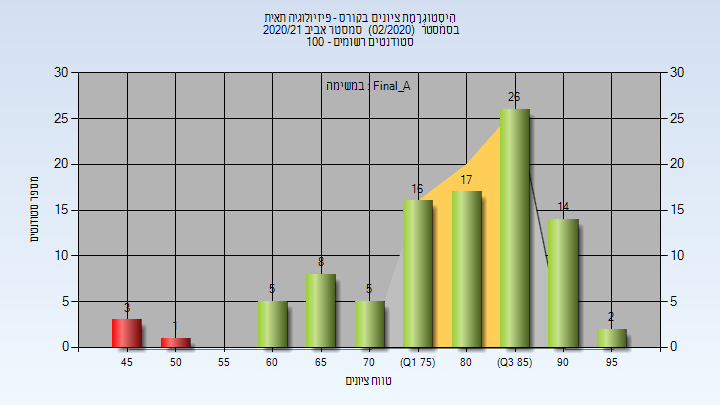 היסטוגרמת ציונים בקורס - פיזיולוגיה תאית
בסמסטר (02/2020) סמסטר אביב 2020/21
סטודנטים רשומים - 100
במשימה : Final_A
30 30
25 25
20 20
15 15
10 10
5 5
0 0
3 1 5 8 5 16 17 26 14 2
45 50 55 60 65 70 (Q1 75) 80 (Q3 85) 90 95
טווח ציונים
מספר סטודנטים